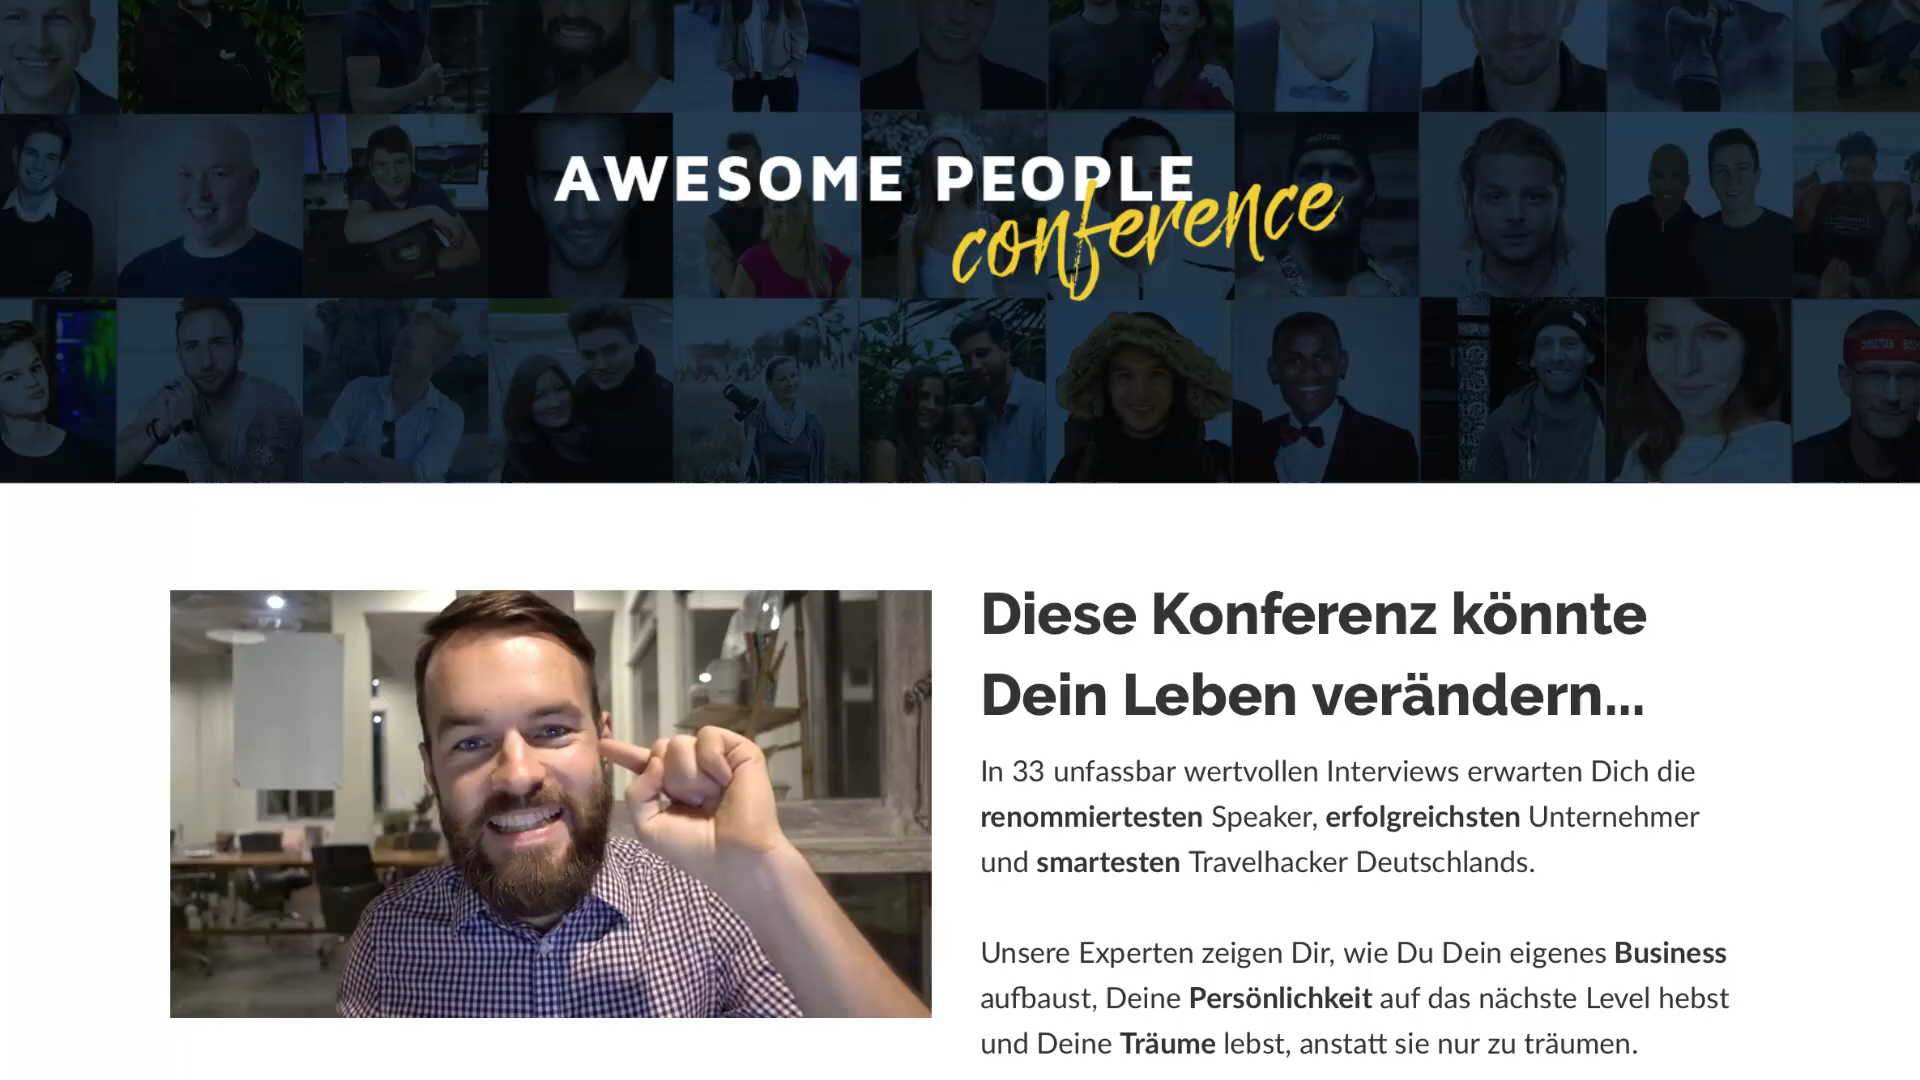 AWESOME PEOPLE
conference
Diese Konferenz könnte
Dein Leben verändern...
In 33 unfassbar wertvollen Interviews erwarten Dich die
renommiertesten Speaker, erfolgreichsten Unternehmer
und smartesten Travelhacker Deutschlands.
Unsere Experten zeigen Dir, wie Du Dein eigenes Business
aufbaust, Deine Persönlichkeit auf das nächste Level hebst
und Deine Träume lebst, anstatt sie nur zu träumen.